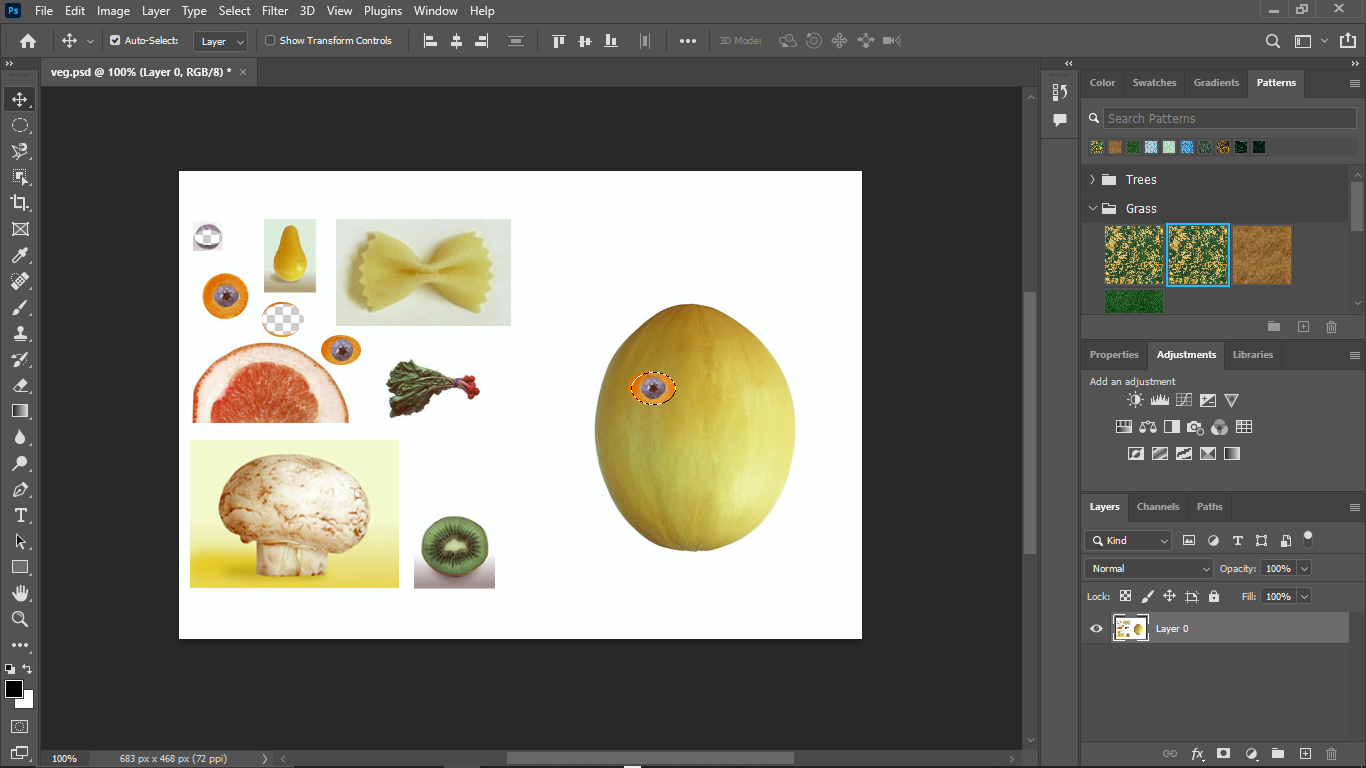 Ps File Edit Image Layer Type Select Filter 3D View Plugins Window Help
Auto-Select: Layer Show Transform Controls 3D Mode:
veg.psd @ 100% (Layer 0, RGB/8) *
Color Swatches Gradients Patterns
Search Patterns
Trees
Grass
Properties Adjustments Libraries
Add an adjustment
Layers Channels Paths
Kind
Normal Opacity: 100%
Lock: Fill: 100%
Layer 0
fx
100% 683 px x 468 px (72 ppi)